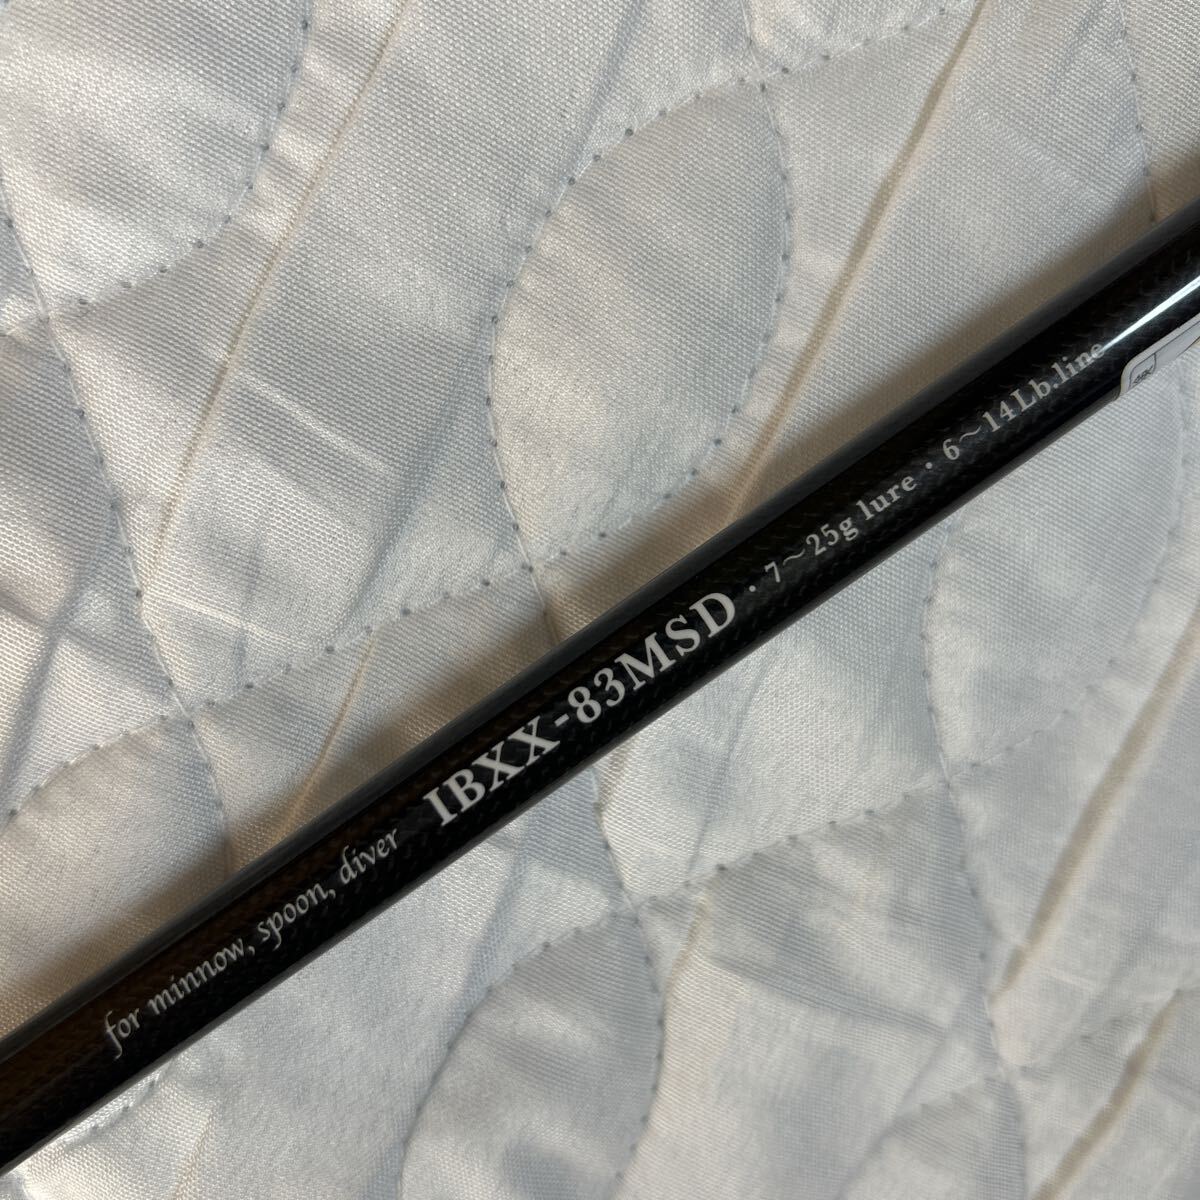 for minnow, spoon, diver IBXX-83MSD · 7~25g lure · 6~14Lb.line